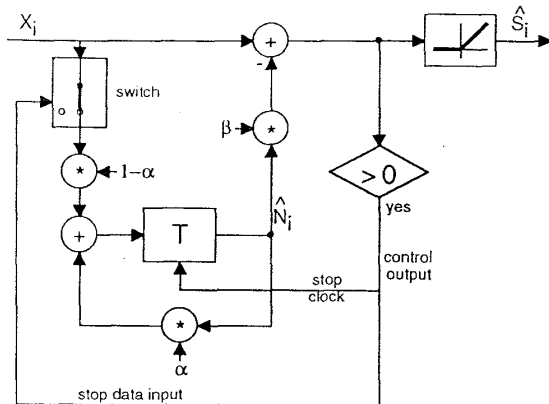 X_i
+
-
Ŝ_i
switch
β
*
> 0
yes
*
1-α
N̂_i
+
T
control
output
stop
clock
*
α
stop data input